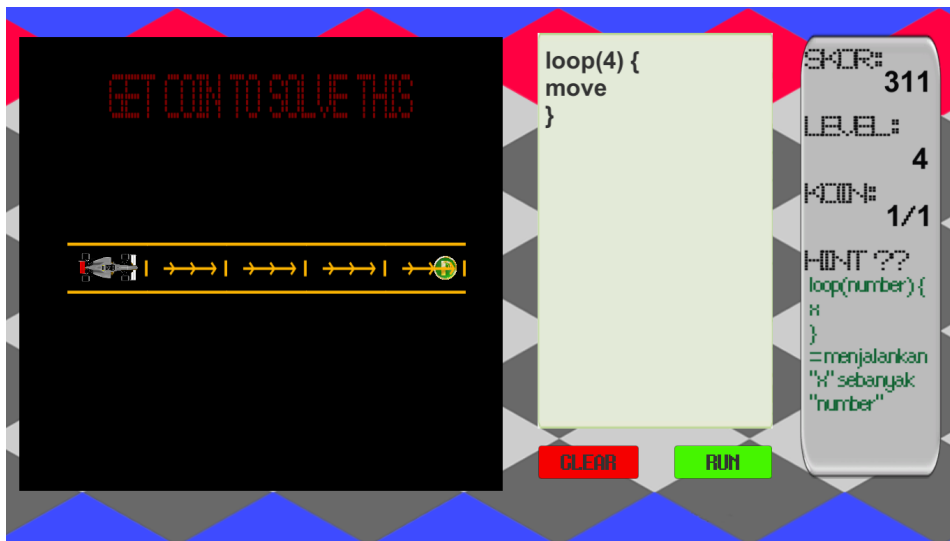 GET COIN TO SOLVE THIS
loop(4) {
move
}
CLEAR
RUN
SKOR:
311
LEVEL:
4
KOIN:
1/1
HINT ??
loop(number) {
x
}
=menjalankan
"x" sebanyak
"number"